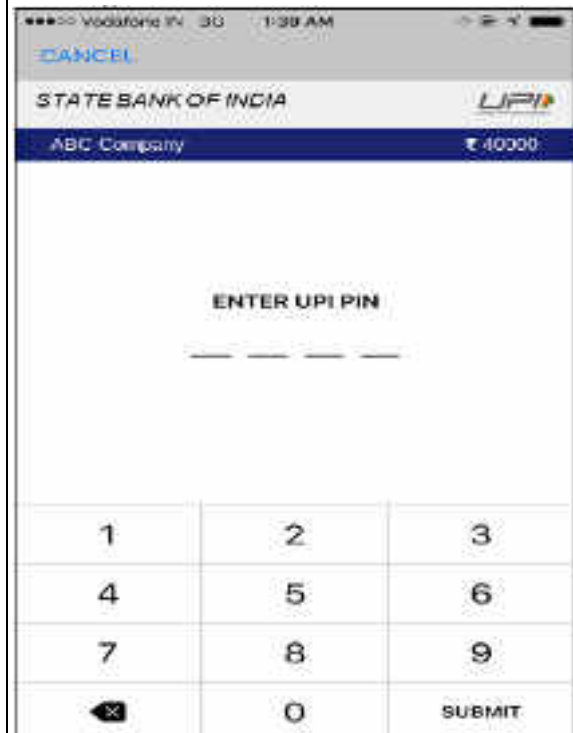 Vodafone IN 3G 1:39 AM
CANCEL
STATE BANK OF INDIA UPI
ABC Company ₹ 40000
ENTER UPI PIN
1 2 3
4 5 6
7 8 9
0 SUBMIT